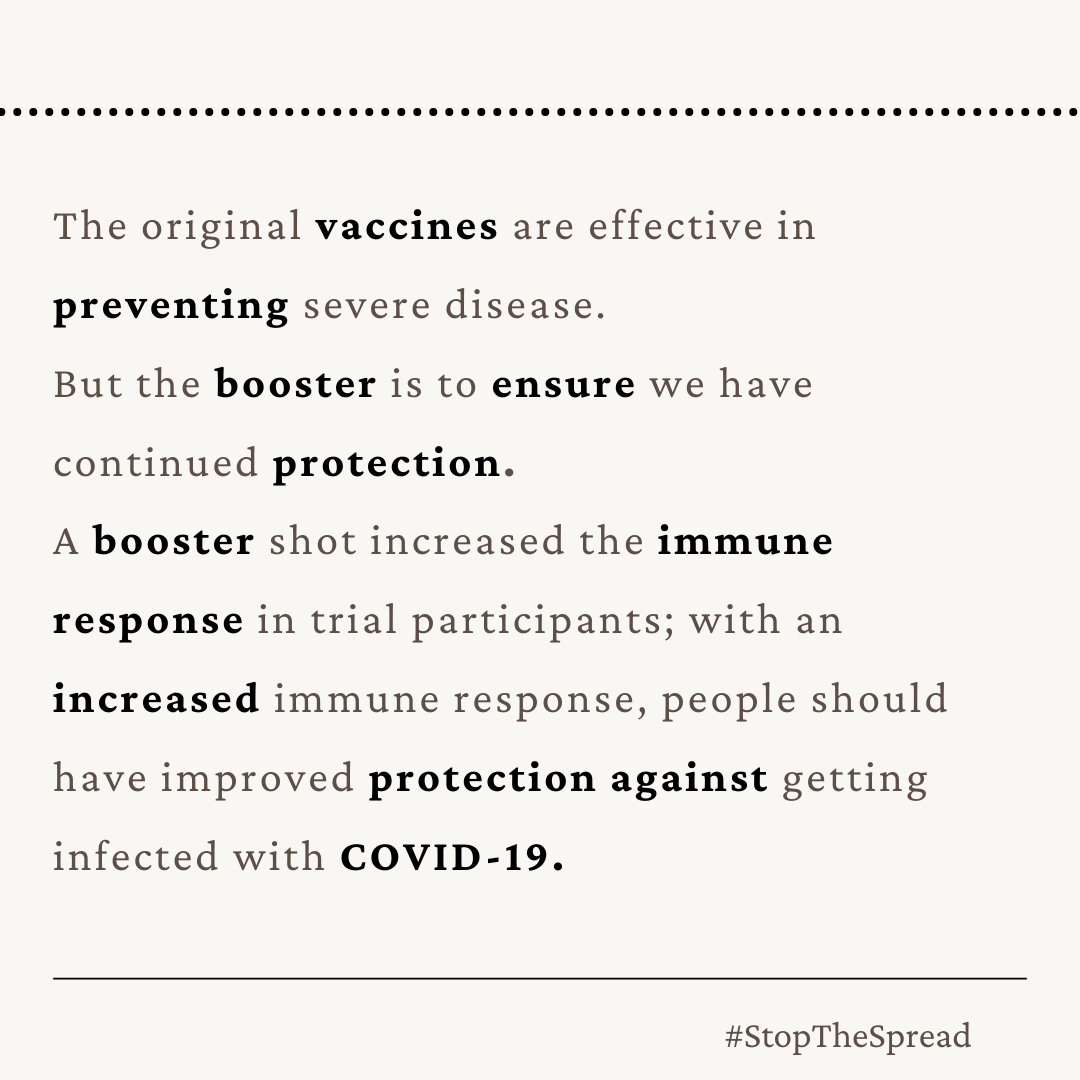 The original vaccines are effective in
preventing severe disease.
But the booster is to ensure we have
continued protection.
A booster shot increased the immune
response in trial participants; with an
increased immune response, people should
have improved protection against getting
infected with COVID-19.
#StopTheSpread